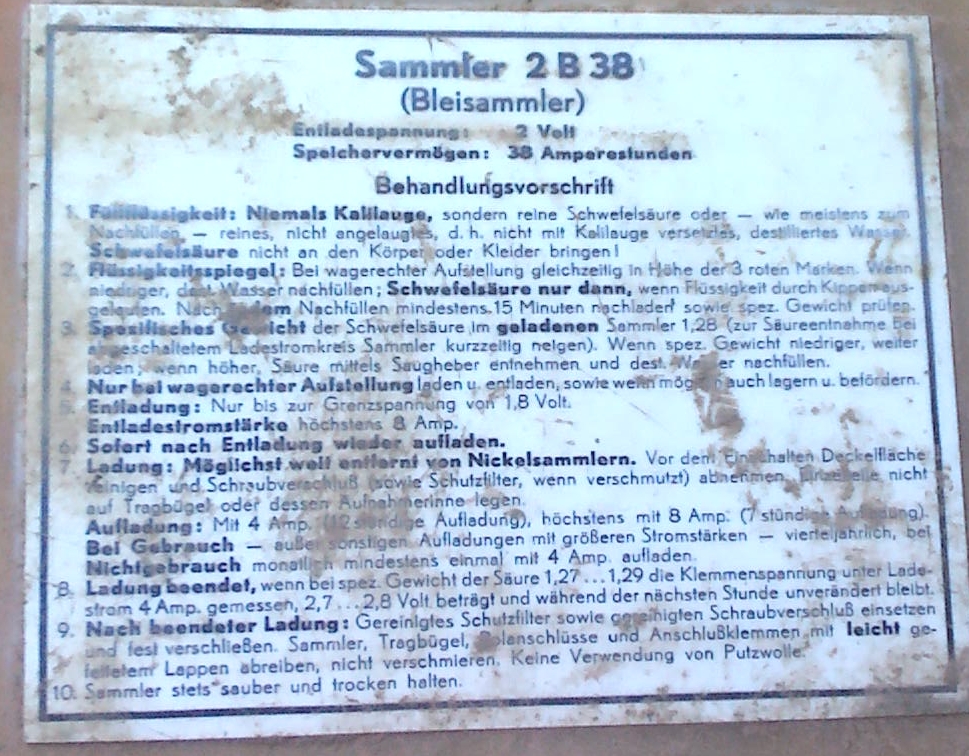 Sammler 2 B 38
(Bleisammler)
Entladespannung: 2 Volt
Speichervermögen: 38 Amperestunden
Behandlungsvorschrift
1. Füllflüssigkeit: Niemals Kalilauge, sondern reine Schwefelsäure oder — wie meistens zum
Nachfüllen — reines, nicht angelaugtes, d. h. nicht mit Kalilauge versetztes, destilliertes Wasser.
Schwefelsäure nicht an den Körper oder Kleider bringen!
2. Flüssigkeitsspiegel: Bei wagerechter Aufstellung gleichzeitig in Höhe der 3 roten Marken. Wenn
niedriger, dest. Wasser nachfüllen; Schwefelsäure nur dann, wenn Flüssigkeit durch Kippen aus-
gelaufen. Nach dem Nachfüllen mindestens 15 Minuten nachladen sowie spez. Gewicht prüfen.
3. Spezifisches Gewicht der Schwefelsäure im geladenen Sammler 1,28 (zur Säureentnahme bei
abgeschaltetem Ladestromkreis Sammler kurzzeitig neigen). Wenn spez. Gewicht niedriger, weiter
laden; wenn höher, Säure mittels Saugheber entnehmen und dest. Wasser nachfüllen.
4. Nur bei wagerechter Aufstellung laden u. entladen, sowie wenn möglich auch lagern u. befördern.
5. Entladung: Nur bis zur Grenzspannung von 1,8 Volt.
Entladestromstärke höchstens 8 Amp.
6. Sofort nach Entladung wieder aufladen.
7. Ladung: Möglichst weit entfernt von Nickelsammlern. Vor dem Einschalten Deckelfläche
reinigen und Schraubverschluß (sowie Schutzfilter, wenn verschmutzt) abnehmen, Einzelteile nicht
auf Tragbügel oder dessen Aufnahmerinne legen.
Aufladung: Mit 4 Amp. (12 stündige Aufladung), höchstens mit 8 Amp. (7 stündige Aufladung).
Bei Gebrauch — außer sonstigen Aufladungen mit größeren Stromstärken — vierteljährlich, bei
Nichtgebrauch monatlich mindestens einmal mit 4 Amp. aufladen.
8. Ladung beendet, wenn bei spez. Gewicht der Säure 1,27...1,29 die Klemmenspannung unter Lade-
strom 4 Amp. gemessen, 2,7...2,8 Volt beträgt und während der nächsten Stunde unverändert bleibt.
9. Nach beendeter Ladung: Gereinigtes Schutzfilter sowie gereinigten Schraubverschluß einsetzen
und fest verschließen. Sammler, Tragbügel, Polanschlüsse und Anschlußklemmen mit leicht ge-
fettetem Lappen abreiben, nicht verschmieren. Keine Verwendung von Putzwolle.
10. Sammler stets sauber und trocken halten.